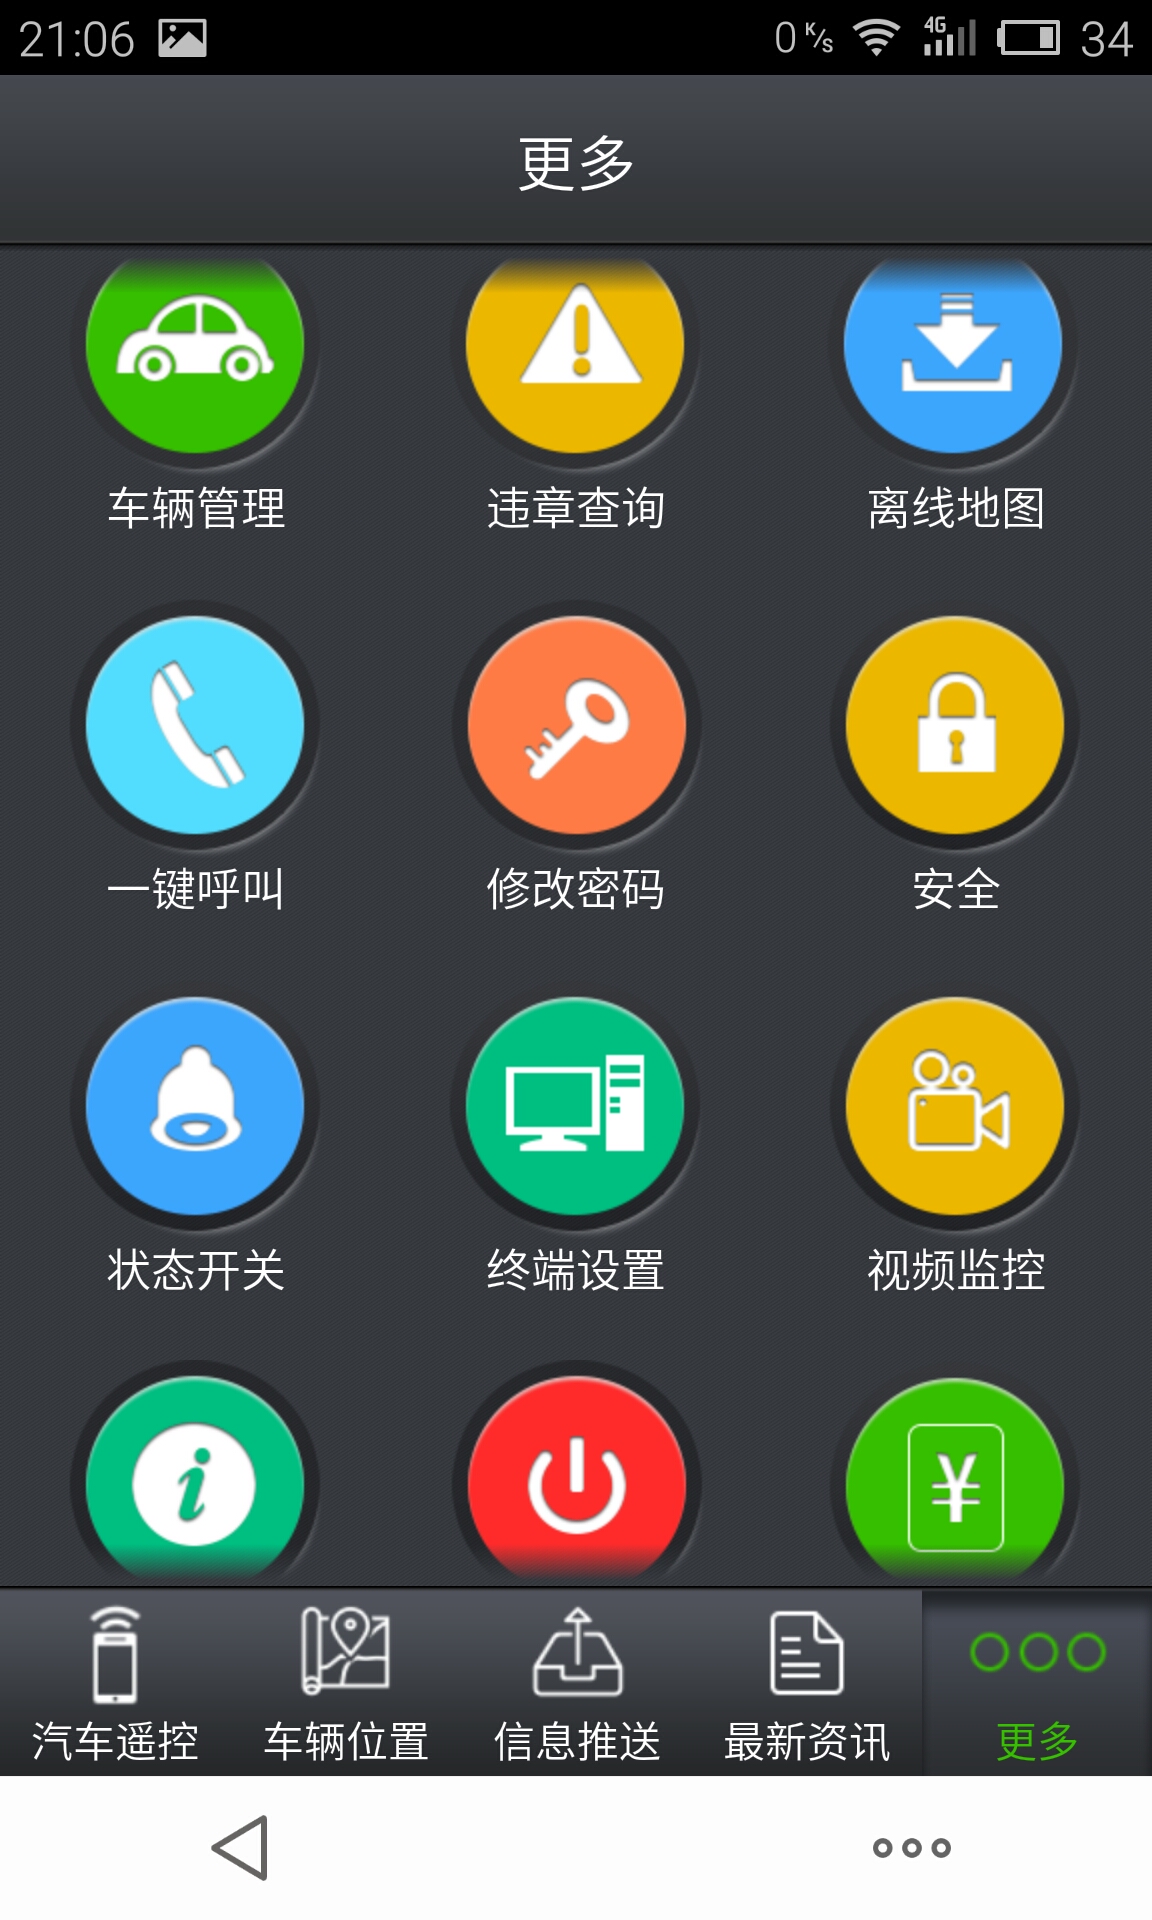 21:06 0 K/s 4G 34
更多
车辆管理 违章查询 离线地图
一键呼叫 修改密码 安全
状态开关 终端设置 视频监控
i ¥
汽车遥控 车辆位置 信息推送 最新资讯 更多